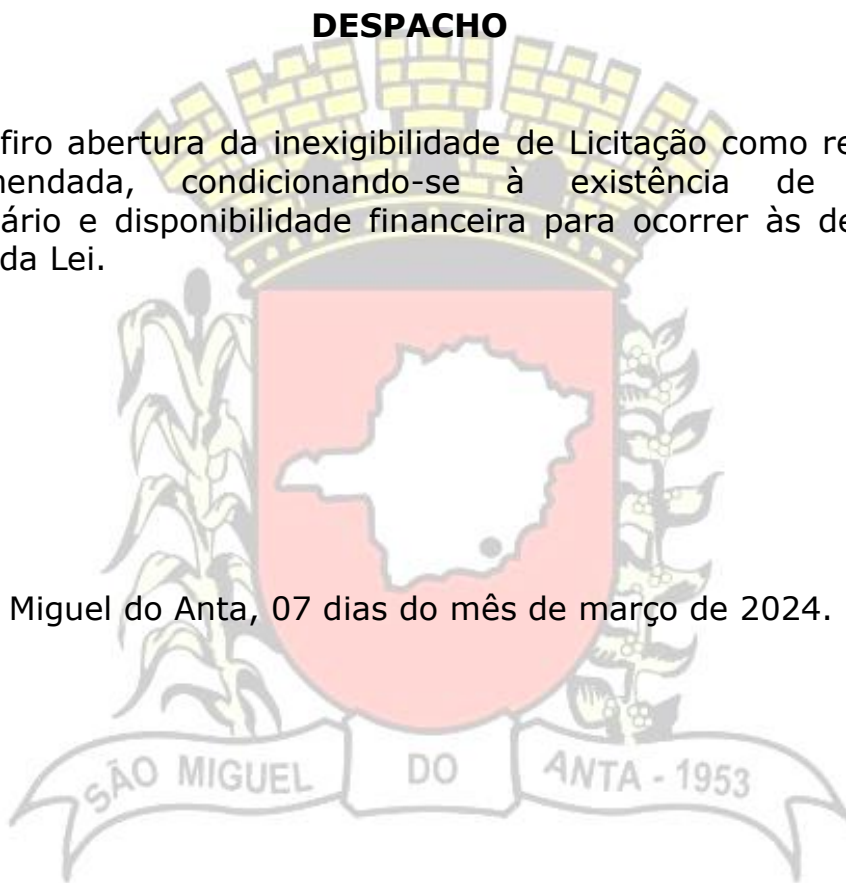 DESPACHO
firo abertura da inexigibilidade de Licitação como re
mendada, condicionando-se à existência de
ário e disponibilidade financeira para ocorrer às de
da Lei.
Miguel do Anta, 07 dias do mês de março de 2024.
SÃO MIGUEL DO ANTA - 1953